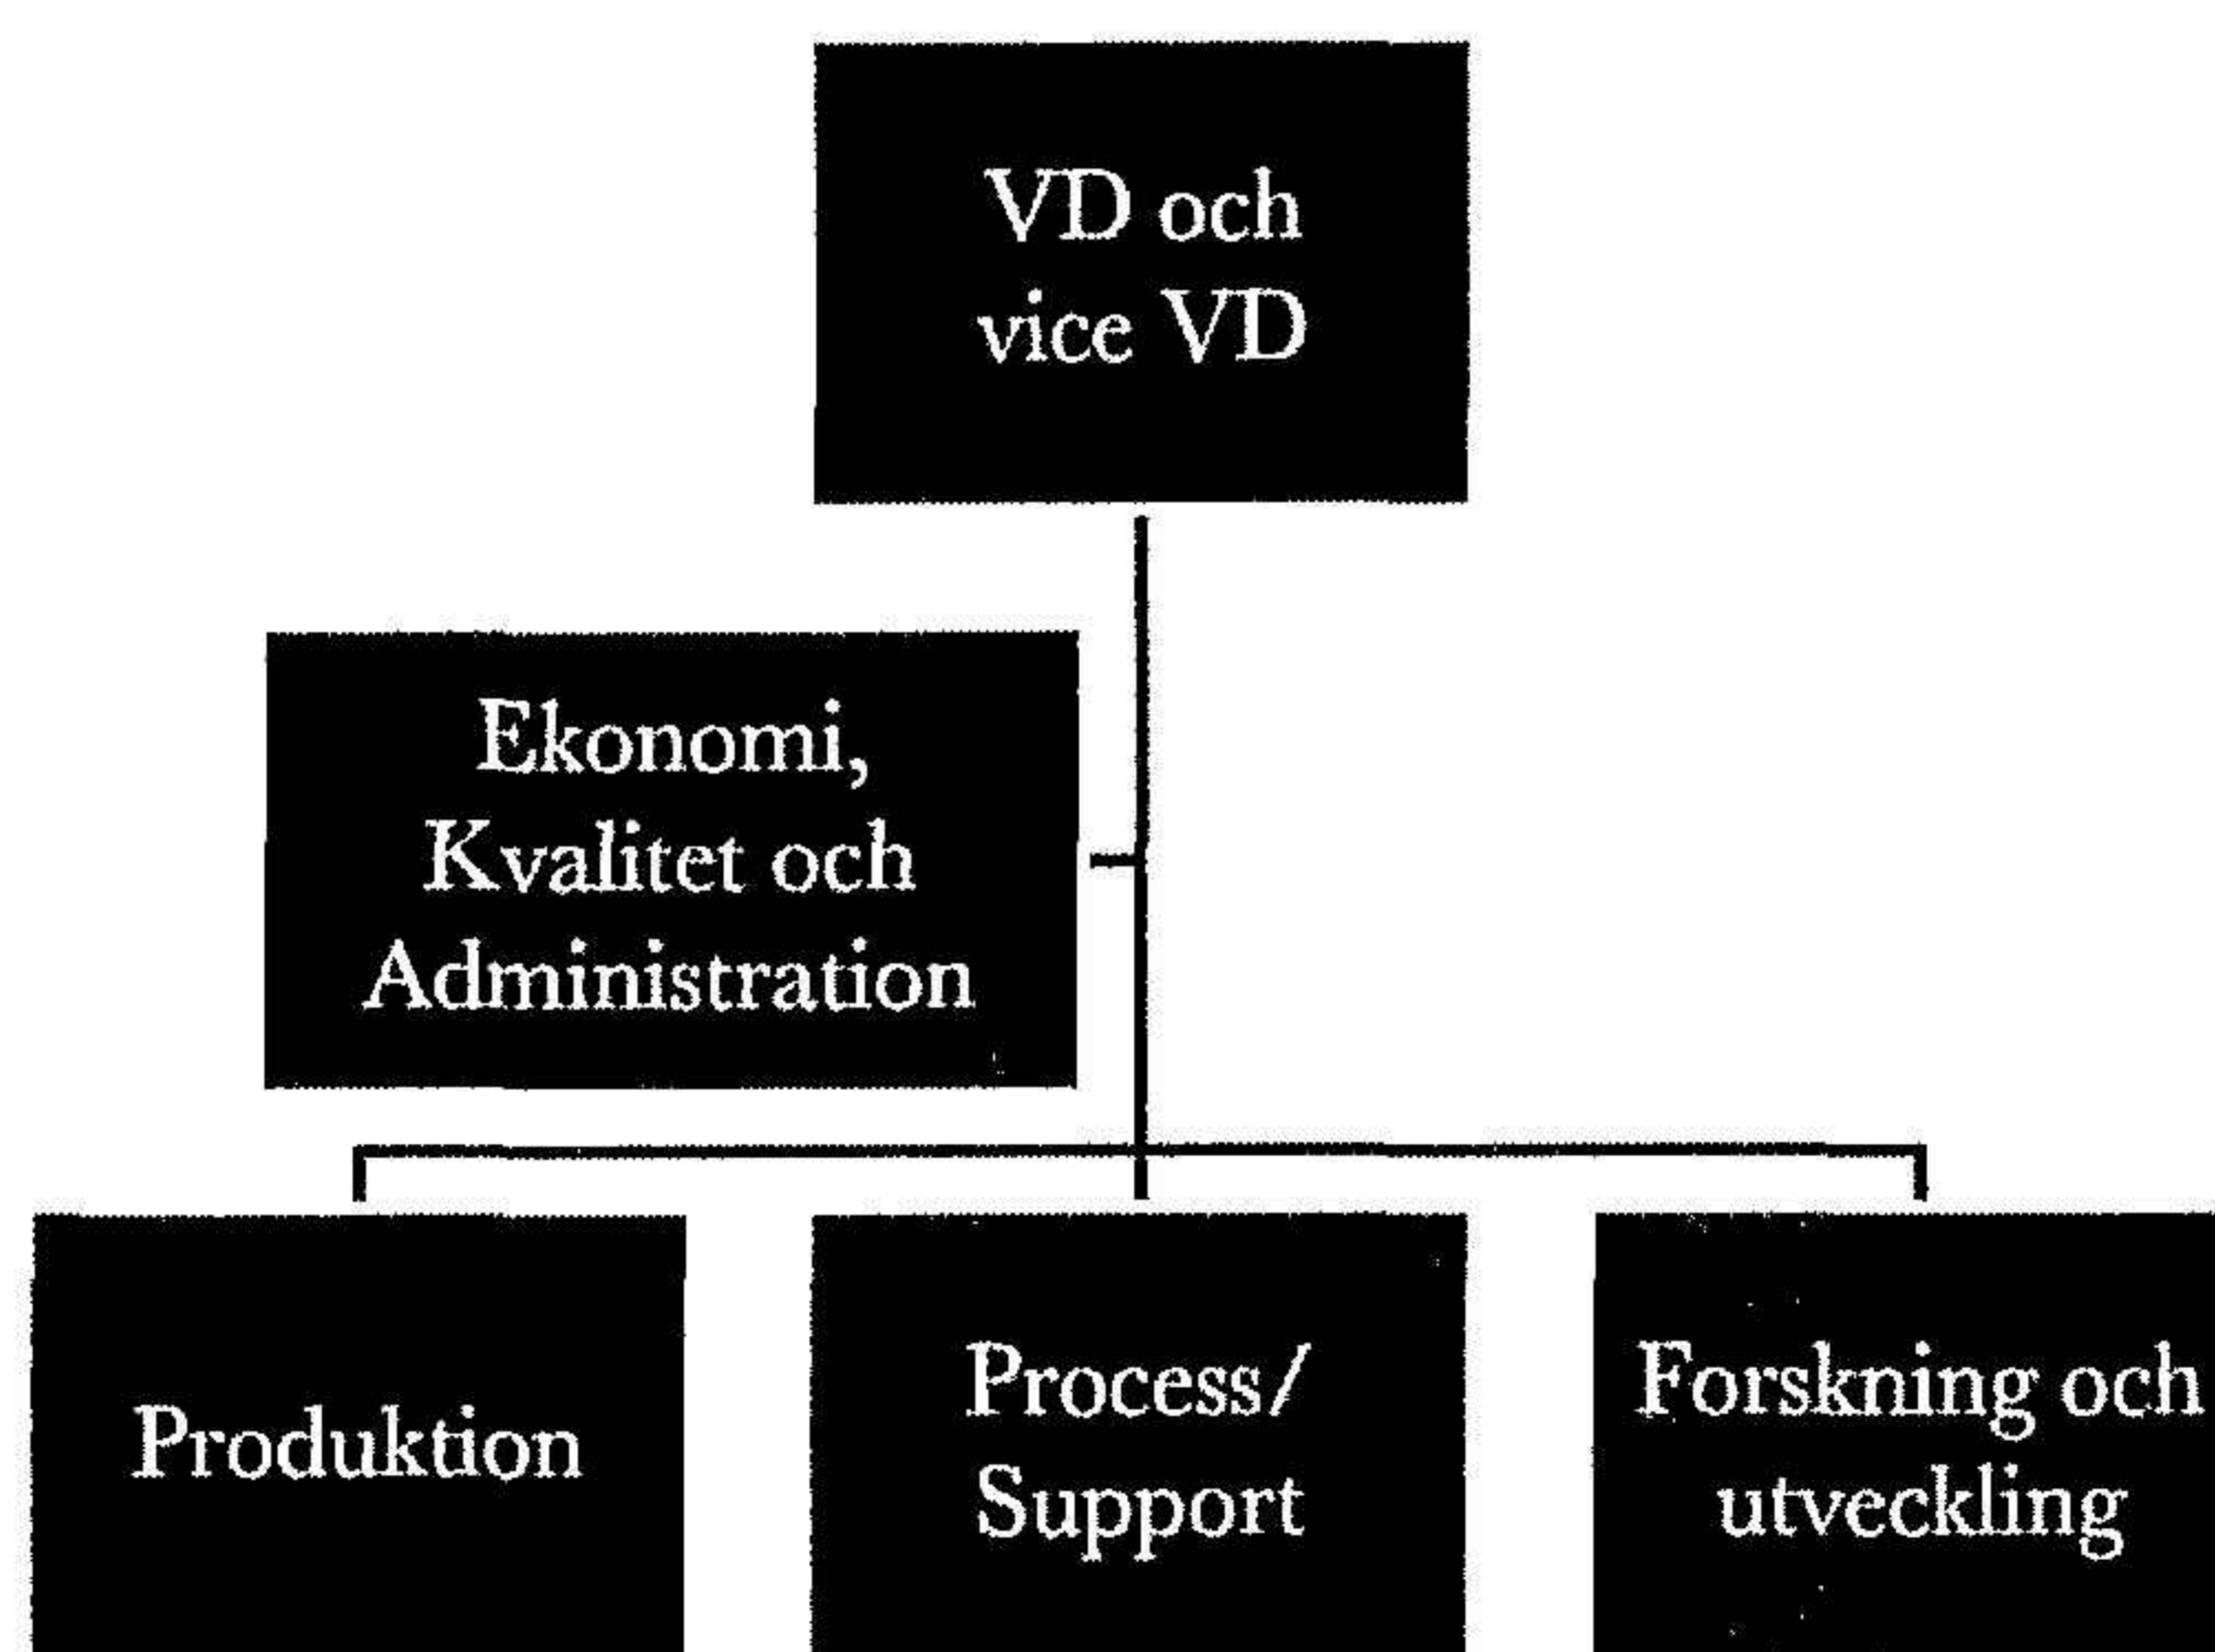 VD och
vice VD
Ekonomi,
Kvalitet och
Administration
Produktion
Process/
Support
Forskning och
utveckling